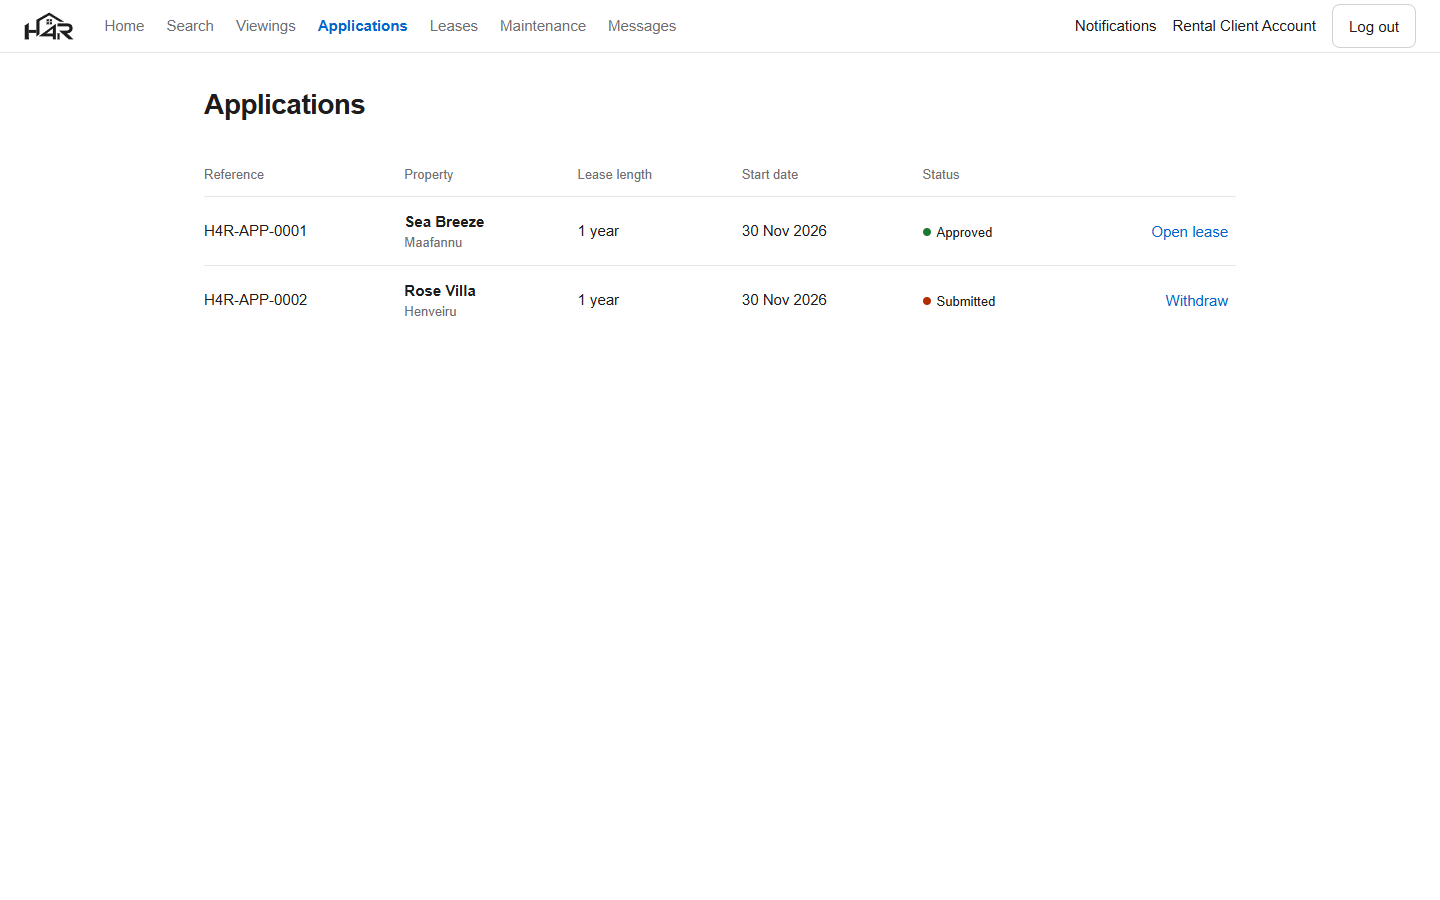 H4R Home Search Viewings Applications Leases Maintenance Messages Notifications Rental Client Account Log out
Applications
Reference Property Lease length Start date Status
H4R-APP-0001 Sea Breeze 1 year 30 Nov 2026 Approved Open lease
Maafannu
H4R-APP-0002 Rose Villa 1 year 30 Nov 2026 Submitted Withdraw
Henveiru